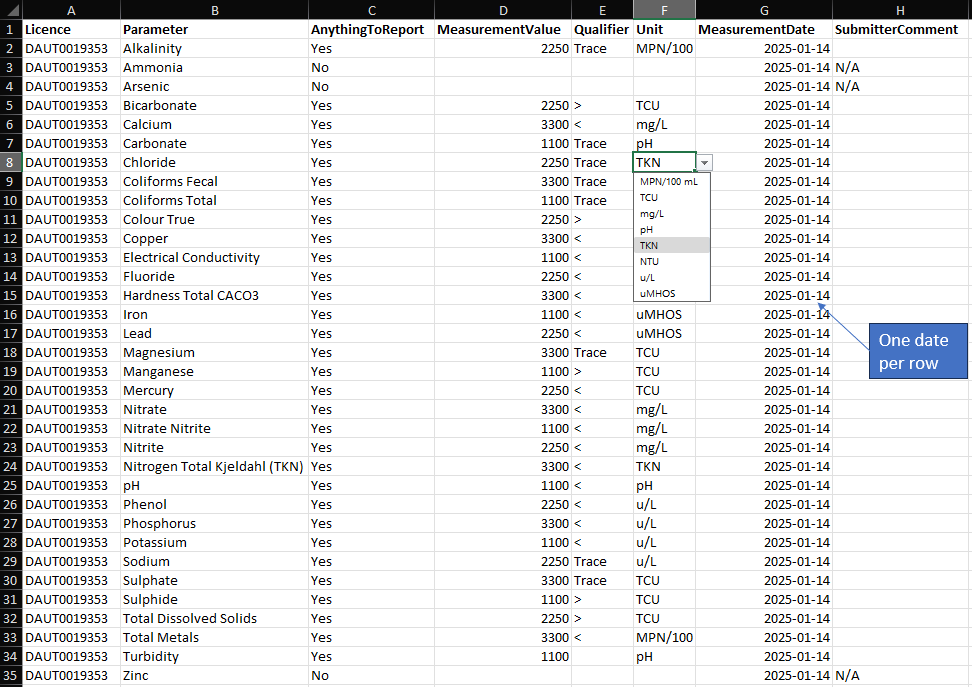 A B C D E F G H
1 Licence Parameter AnythingToReport MeasurementValue Qualifier Unit MeasurementDate SubmitterComment
2 DAUT0019353 Alkalinity Yes 2250 Trace MPN/100 2025-01-14
3 DAUT0019353 Ammonia No 2025-01-14 N/A
4 DAUT0019353 Arsenic No 2025-01-14 N/A
5 DAUT0019353 Bicarbonate Yes 2250 > TCU 2025-01-14
6 DAUT0019353 Calcium Yes 3300 < mg/L 2025-01-14
7 DAUT0019353 Carbonate Yes 1100 Trace pH 2025-01-14
8 DAUT0019353 Chloride Yes 2250 Trace TKN 2025-01-14
9 DAUT0019353 Coliforms Fecal Yes 3300 Trace 2025-01-14
10 DAUT0019353 Coliforms Total Yes 1100 Trace 2025-01-14
11 DAUT0019353 Colour True Yes 2250 > 2025-01-14
12 DAUT0019353 Copper Yes 3300 < 2025-01-14
13 DAUT0019353 Electrical Conductivity Yes 1100 < 2025-01-14
14 DAUT0019353 Fluoride Yes 2250 < 2025-01-14
15 DAUT0019353 Hardness Total CACO3 Yes 3300 < 2025-01-14
MPN/100 mL
TCU
mg/L
pH
TKN
NTU
u/L
uMHOS
16 DAUT0019353 Iron Yes 1100 < uMHOS 2025-01-14
17 DAUT0019353 Lead Yes 2250 < uMHOS 2025-01-14
One date
per row
18 DAUT0019353 Magnesium Yes 3300 Trace TCU 2025-01-14
19 DAUT0019353 Manganese Yes 1100 > TCU 2025-01-14
20 DAUT0019353 Mercury Yes 2250 < TCU 2025-01-14
21 DAUT0019353 Nitrate Yes 3300 < mg/L 2025-01-14
22 DAUT0019353 Nitrate Nitrite Yes 1100 < mg/L 2025-01-14
23 DAUT0019353 Nitrite Yes 2250 < mg/L 2025-01-14
24 DAUT0019353 Nitrogen Total Kjeldahl (TKN) Yes 3300 < TKN 2025-01-14
25 DAUT0019353 pH Yes 1100 < pH 2025-01-14
26 DAUT0019353 Phenol Yes 2250 < u/L 2025-01-14
27 DAUT0019353 Phosphorus Yes 3300 < u/L 2025-01-14
28 DAUT0019353 Potassium Yes 1100 < u/L 2025-01-14
29 DAUT0019353 Sodium Yes 2250 Trace u/L 2025-01-14
30 DAUT0019353 Sulphate Yes 3300 Trace TCU 2025-01-14
31 DAUT0019353 Sulphide Yes 1100 > TCU 2025-01-14
32 DAUT0019353 Total Dissolved Solids Yes 2250 > TCU 2025-01-14
33 DAUT0019353 Total Metals Yes 3300 < MPN/100 2025-01-14
34 DAUT0019353 Turbidity Yes 1100 pH 2025-01-14
35 DAUT0019353 Zinc No 2025-01-14 N/A